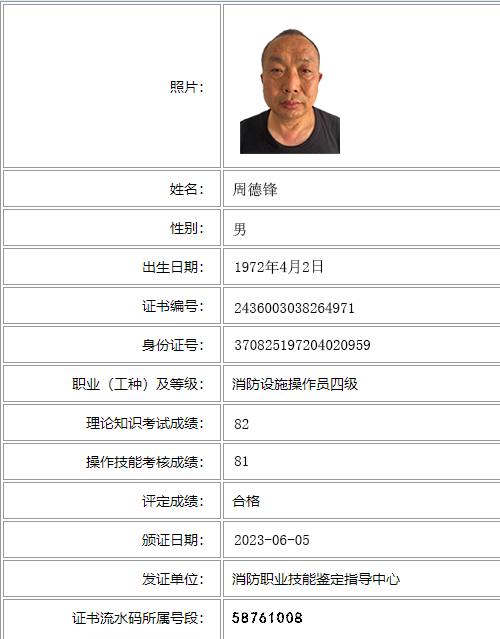 照片：
姓名： 周德锋
性别： 男
出生日期： 1972年4月2日
证书编号： 2436003038264971
身份证号： 370825197204020959
职业（工种）及等级： 消防设施操作员四级
理论知识考试成绩： 82
操作技能考核成绩： 81
评定成绩： 合格
颁证日期： 2023-06-05
发证单位： 消防职业技能鉴定指导中心
证书流水码所属号段： 58761008